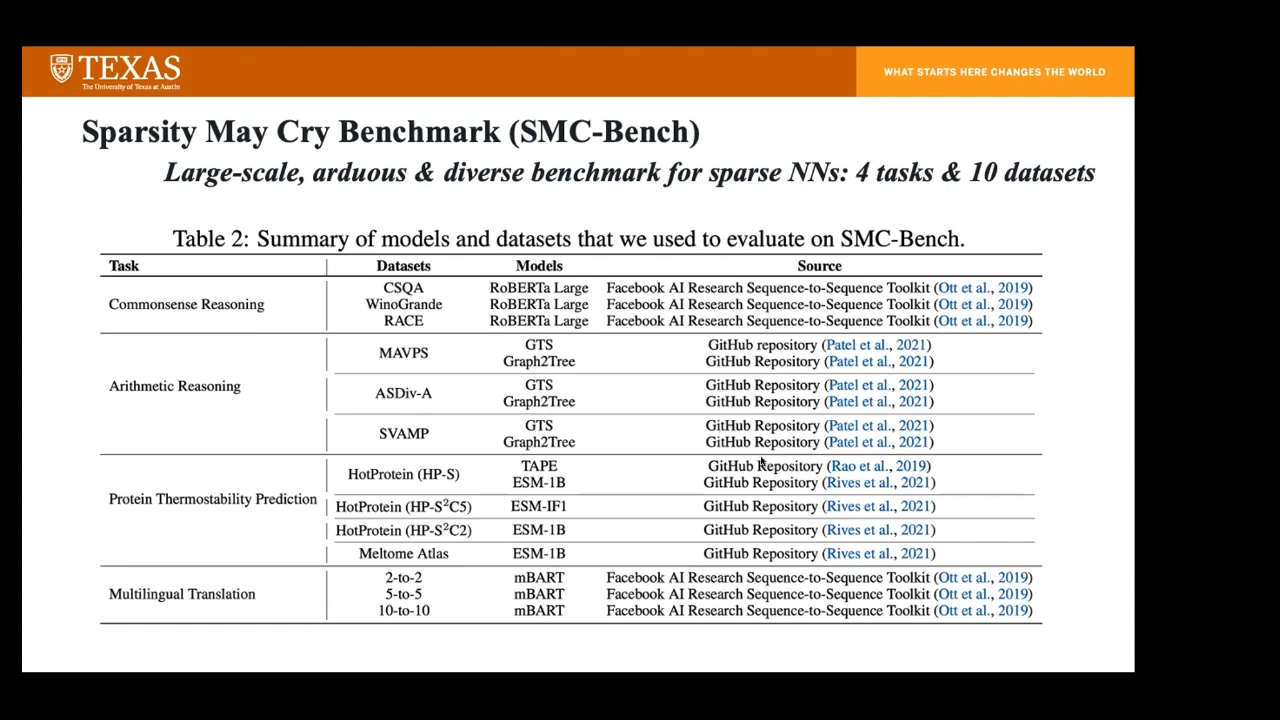 TEXAS
The University of Texas at Austin
WHAT STARTS HERE CHANGES THE WORLD
Sparsity May Cry Benchmark (SMC-Bench)
Large-scale, arduous & diverse benchmark for sparse NNs: 4 tasks & 10 datasets
Table 2: Summary of models and datasets that we used to evaluate on SMC-Bench.
Task Datasets Models Source
Commonsense Reasoning
CSQA RoBERTa Large Facebook AI Research Sequence-to-Sequence Toolkit (Ott et al., 2019)
WinoGrande RoBERTa Large Facebook AI Research Sequence-to-Sequence Toolkit (Ott et al., 2019)
RACE RoBERTa Large Facebook AI Research Sequence-to-Sequence Toolkit (Ott et al., 2019)
Arithmetic Reasoning
MAVPS
GTS GitHub repository (Patel et al., 2021)
Graph2Tree GitHub Repository (Patel et al., 2021)
ASDiv-A
GTS GitHub Repository (Patel et al., 2021)
Graph2Tree GitHub Repository (Patel et al., 2021)
SVAMP
GTS GitHub Repository (Patel et al., 2021)
Graph2Tree GitHub Repository (Patel et al., 2021)
Protein Thermostability Prediction
HotProtein (HP-S)
TAPE GitHub Repository (Rao et al., 2019)
ESM-1B GitHub Repository (Rives et al., 2021)
HotProtein (HP-S²C5) ESM-IF1 GitHub Repository (Rives et al., 2021)
HotProtein (HP-S²C2) ESM-1B GitHub Repository (Rives et al., 2021)
Meltome Atlas ESM-1B GitHub Repository (Rives et al., 2021)
Multilingual Translation
2-to-2 mBART Facebook AI Research Sequence-to-Sequence Toolkit (Ott et al., 2019)
5-to-5 mBART Facebook AI Research Sequence-to-Sequence Toolkit (Ott et al., 2019)
10-to-10 mBART Facebook AI Research Sequence-to-Sequence Toolkit (Ott et al., 2019)